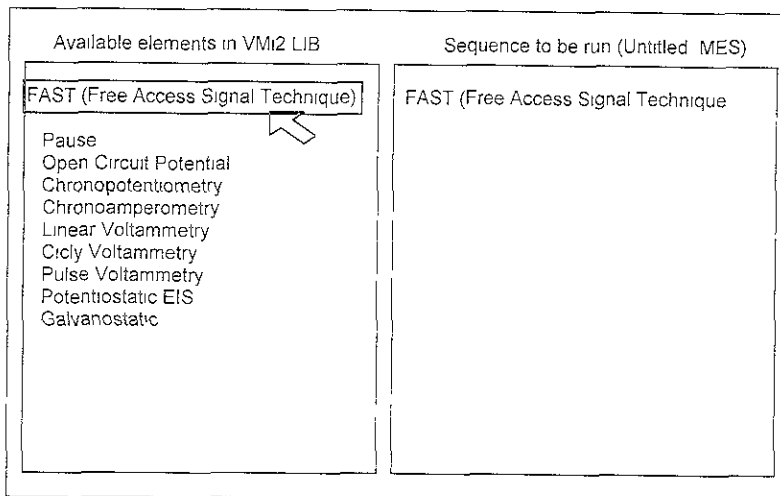 Available elements in VMi2 LIB
Sequence to be run (Untitled MES)
FAST (Free Access Signal Technique)
FAST (Free Access Signal Technique
Pause
Open Circuit Potential
Chronopotentiometry
Chronoamperometry
Linear Voltammetry
Cicly Voltammetry
Pulse Voltammetry
Potentiostatic EIS
Galvanostatic